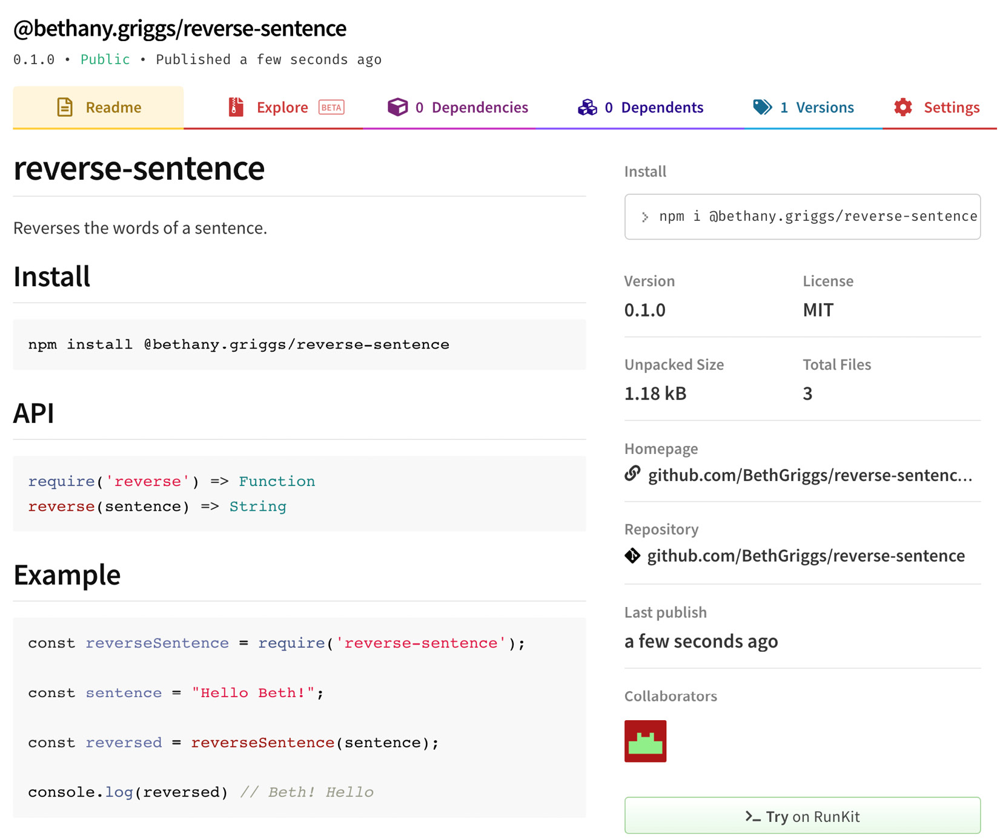 @bethany.griggs/reverse-sentence
0.1.0 • Public • Published a few seconds ago
Readme
Explore BETA
0 Dependencies
0 Dependents
1 Versions
Settings
reverse-sentence
Reverses the words of a sentence.
Install
npm install @bethany.griggs/reverse-sentence
API
require('reverse') => Function
reverse(sentence) => String
Example
const reverseSentence = require('reverse-sentence');
const sentence = "Hello Beth!";
const reversed = reverseSentence(sentence);
console.log(reversed) // Beth! Hello
Install
> npm i @bethany.griggs/reverse-sentence
Version
0.1.0
License
MIT
Unpacked Size
1.18 kB
Total Files
3
Homepage
github.com/BethGriggs/reverse-sentenc...
Repository
github.com/BethGriggs/reverse-sentence
Last publish
a few seconds ago
Collaborators
Try on RunKit